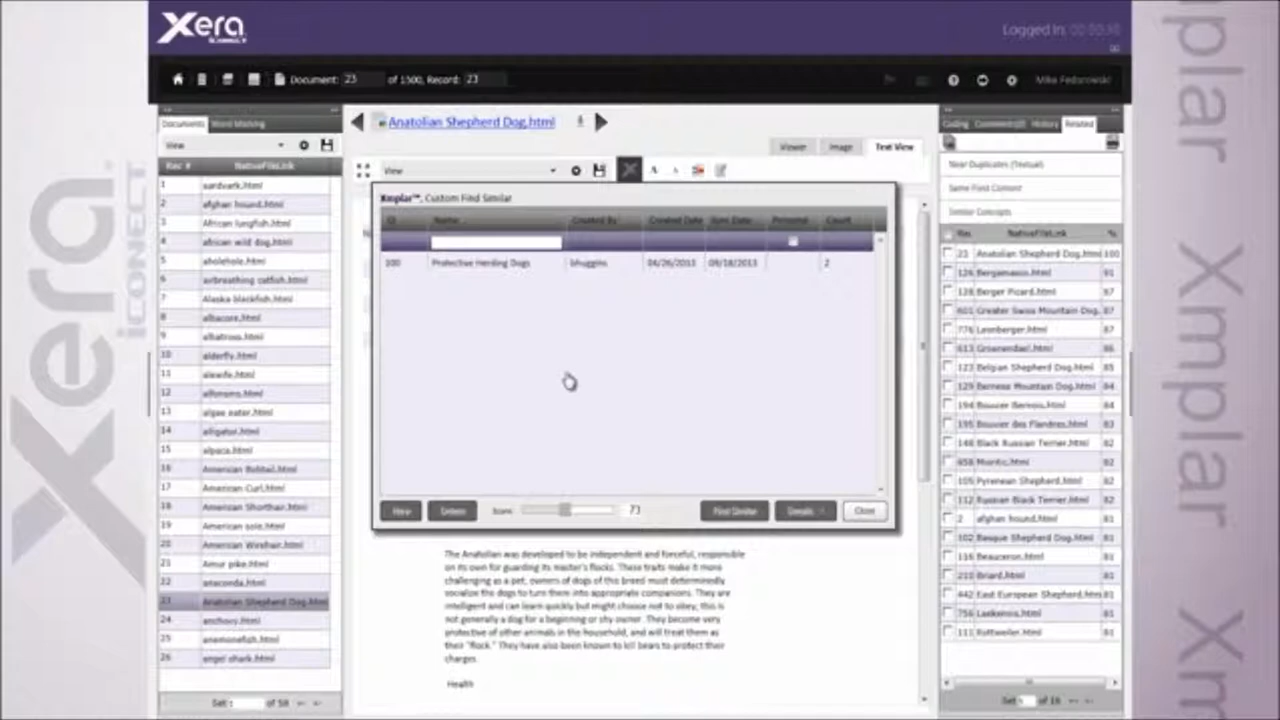 Xera
Logged In:
Document: 23 of 1500, Record: 23
Mike Fedorowski
Xera iCONECT
Xmplar Xmplar
Documents Word Marking
View
Rec # NativeFileLink
1 aardvark.html
2 afghan hound.html
3 African lungfish.html
4 african wild dog.html
5 aholehole.html
6 airbreathing catfish.html
7 Alaska blackfish.html
8 albacore.html
9 albatross.html
10 alderfly.html
11 alewife.html
12 alfonsino.html
13 algae eater.html
14 alligator.html
15 alpaca.html
16 American Bobtail.html
17 American Curl.html
18 American Shorthair.html
19 American sole.html
20 American Wirehair.html
21 Amur pike.html
22 anaconda.html
23 Anatolian Shepherd Dog.html
24 anchovy.html
25 anemonefish.html
26 angel shark.html
Set of 58
Anatolian Shepherd Dog.html
Viewer Image Text View
View
Xmplar™, Custom Find Similar
ID Name Created By Created Date Sync Date Personal Count
100 Protective Herding Dogs bhuggins 04/26/2013 09/18/2013 2
New Delete Score 73 Find Similar Details Close
The Anatolian was developed to be independent and forceful, responsible
on its own for guarding its master's flocks. These traits make it more
challenging as a pet; owners of dogs of this breed must determinedly
socialize the dogs to turn them into appropriate companions. They are
intelligent and can learn quickly but might choose not to obey; this is
not generally a dog for a beginning or shy owner. They become very
protective of other animals in the household, and will treat them as
their "flock." They have also been known to kill bears to protect their
charges.
Health
Coding Comments(0) History Related
Near Duplicates (Textual)
Same Field Content
Similar Concepts
Rec NativeFileLink %
23 Anatolian Shepherd Dog.html 100
126 Bergamasco.html 91
128 Berger Picard.html 87
601 Greater Swiss Mountain Dog. 87
776 Leonberger.html 87
613 Groenendael.html 86
123 Belgian Shepherd Dog.html 85
129 Bernese Mountain Dog.html 84
194 Bouvier Bernois.html 84
195 Bouvier des Flandres.html 83
148 Black Russian Terrier.html 82
858 Mioritic.html 82
105 Pyrenean Shepherd.html 82
112 Russian Black Terrier.html 82
2 afghan hound.html 81
102 Basque Shepherd Dog.html 81
116 Beauceron.html 81
210 Briard.html 81
442 East European Shepherd.htm 81
756 Laekenois.html 81
111 Rottweiler.html 81
Set of 16